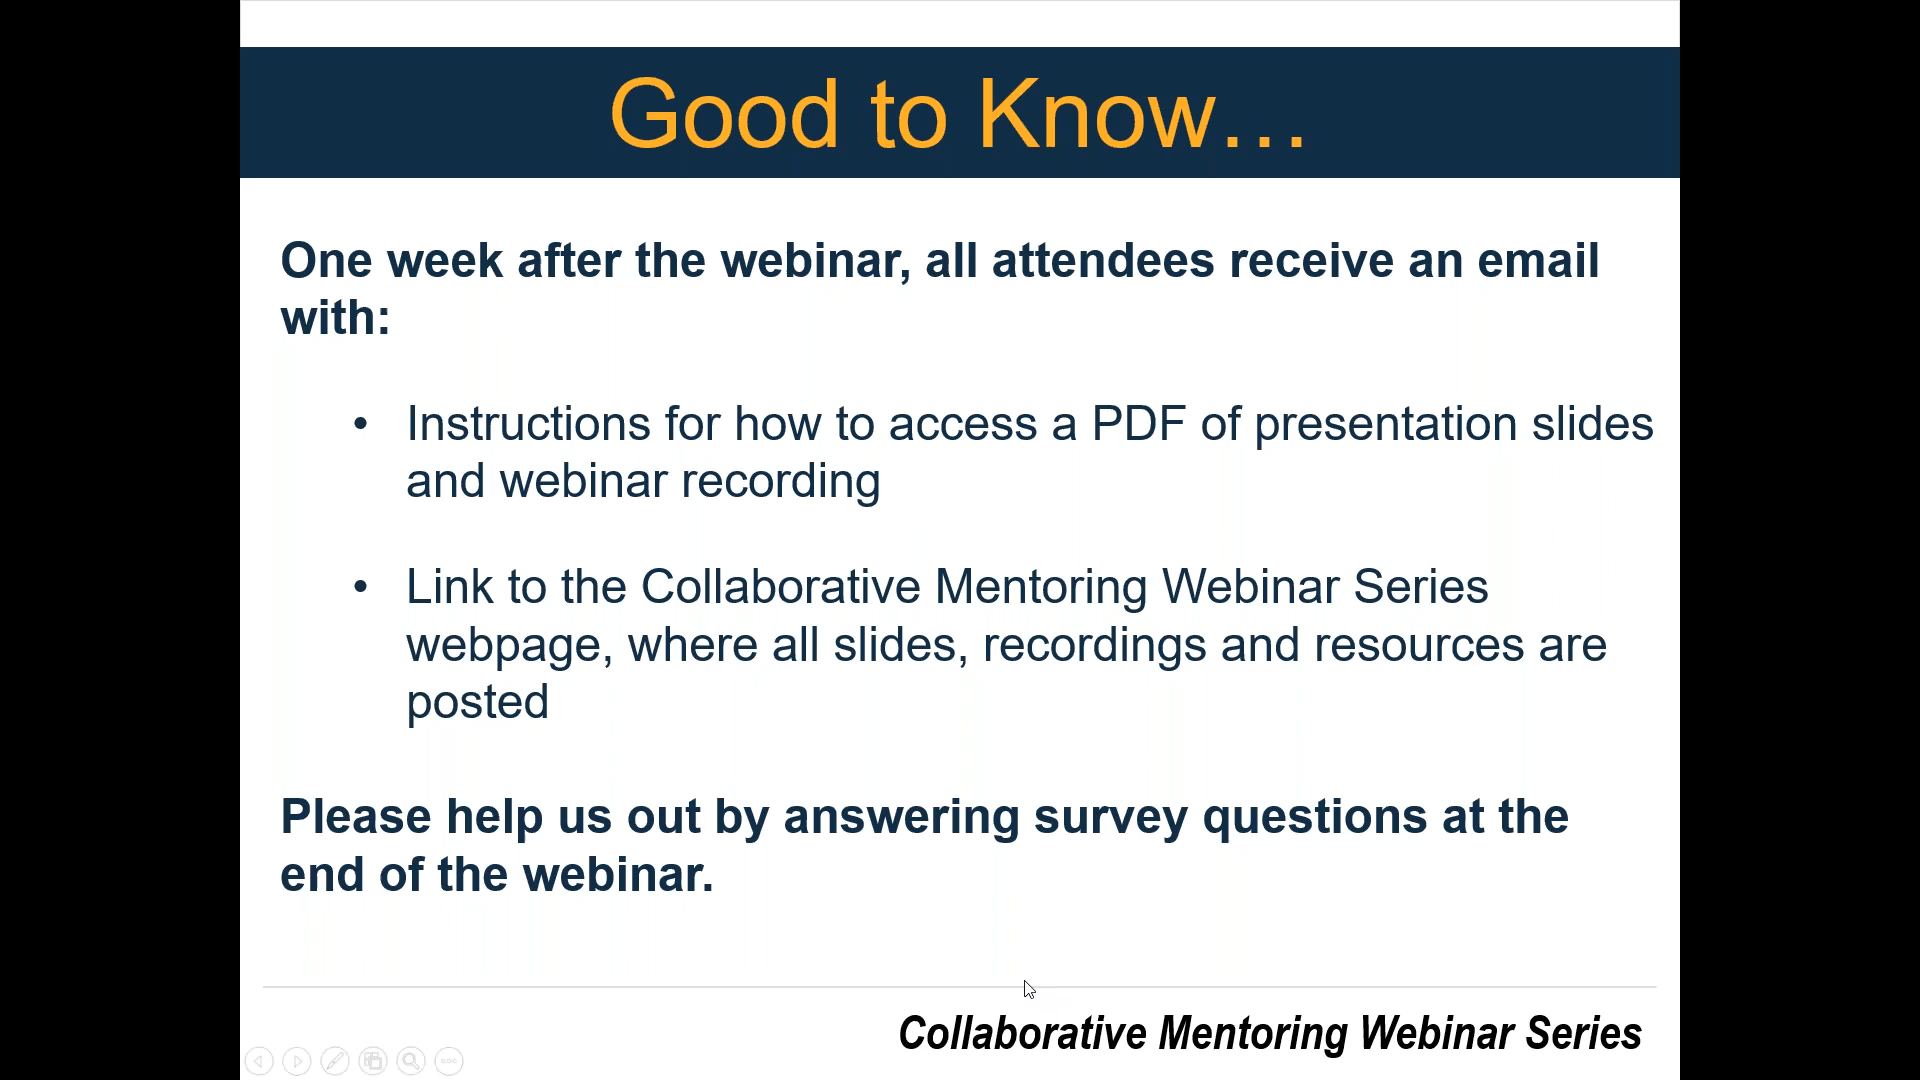 Good to Know…
One week after the webinar, all attendees receive an email
with:
• Instructions for how to access a PDF of presentation slides
and webinar recording
• Link to the Collaborative Mentoring Webinar Series
webpage, where all slides, recordings and resources are
posted
Please help us out by answering survey questions at the
end of the webinar.
Collaborative Mentoring Webinar Series